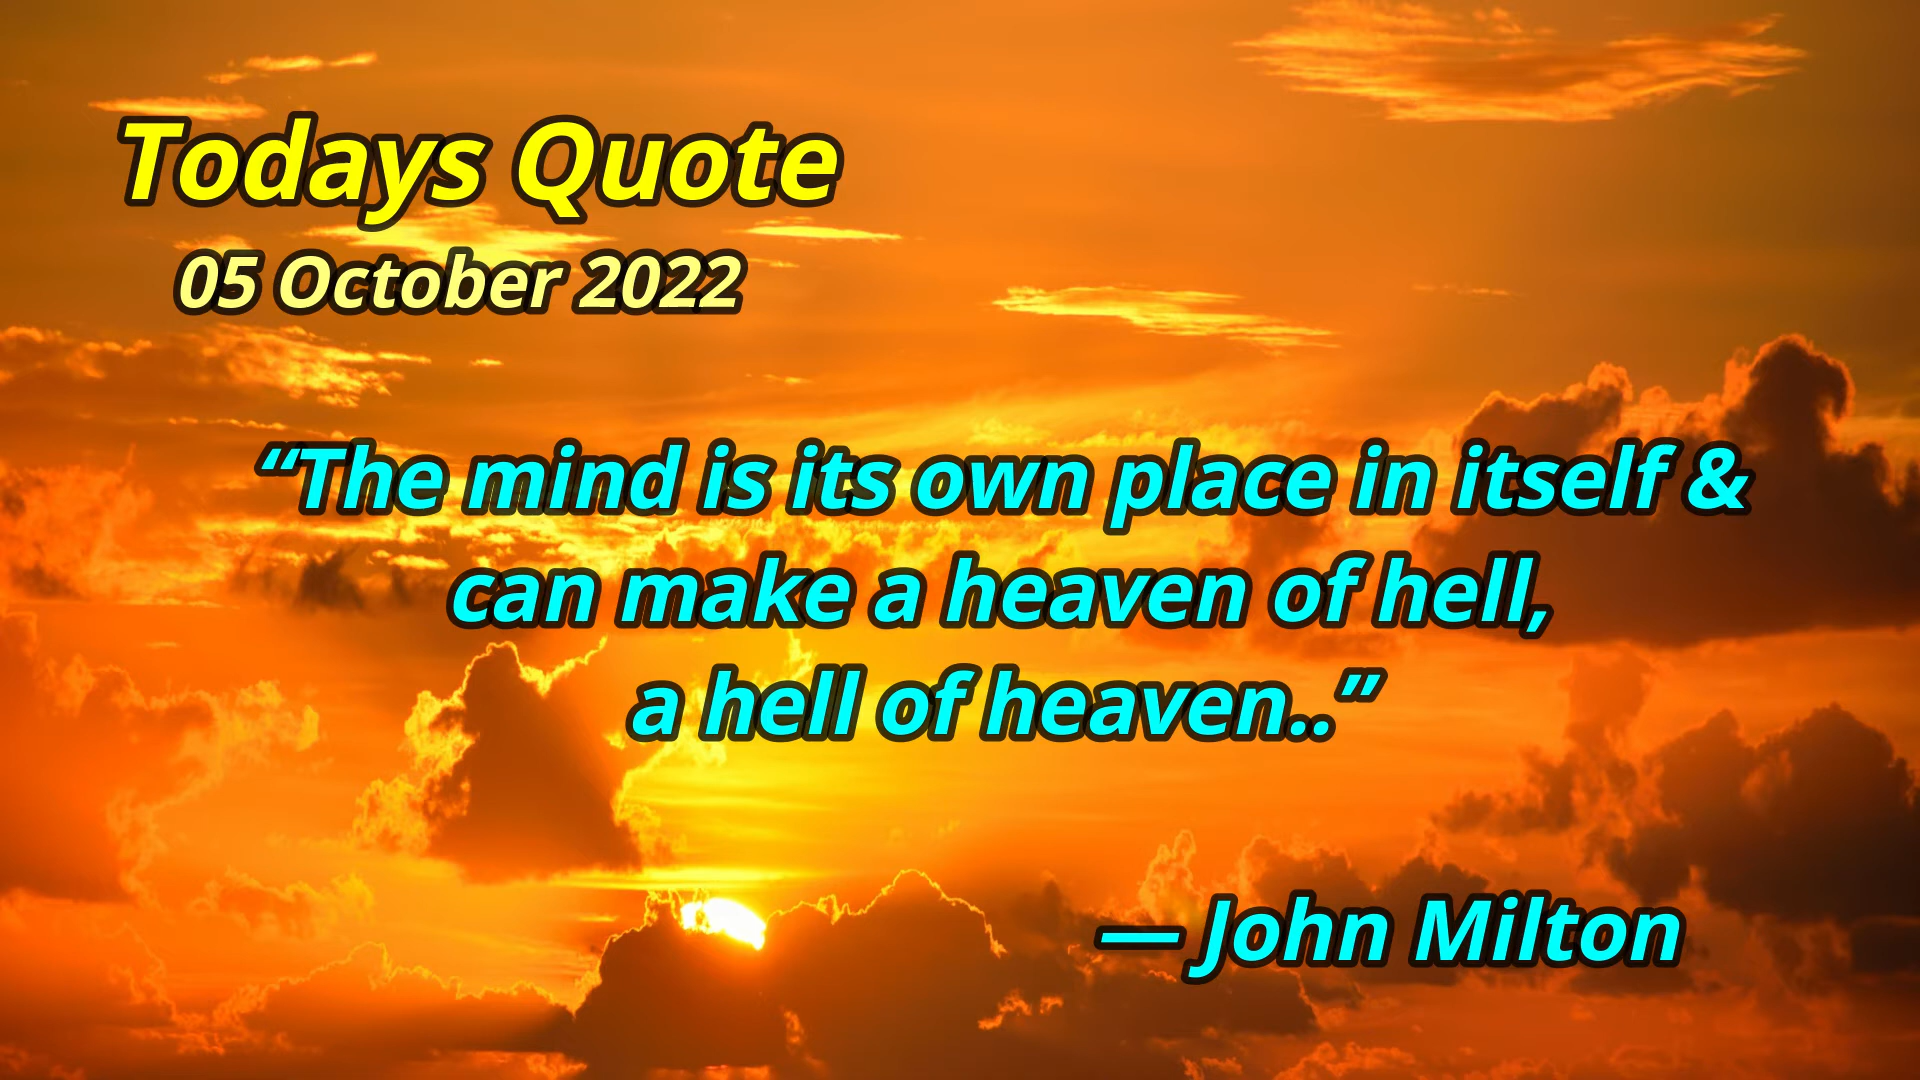 Todays Quote
05 October 2022
“The mind is its own place in itself &
can make a heaven of hell,
a hell of heaven..”
— John Milton